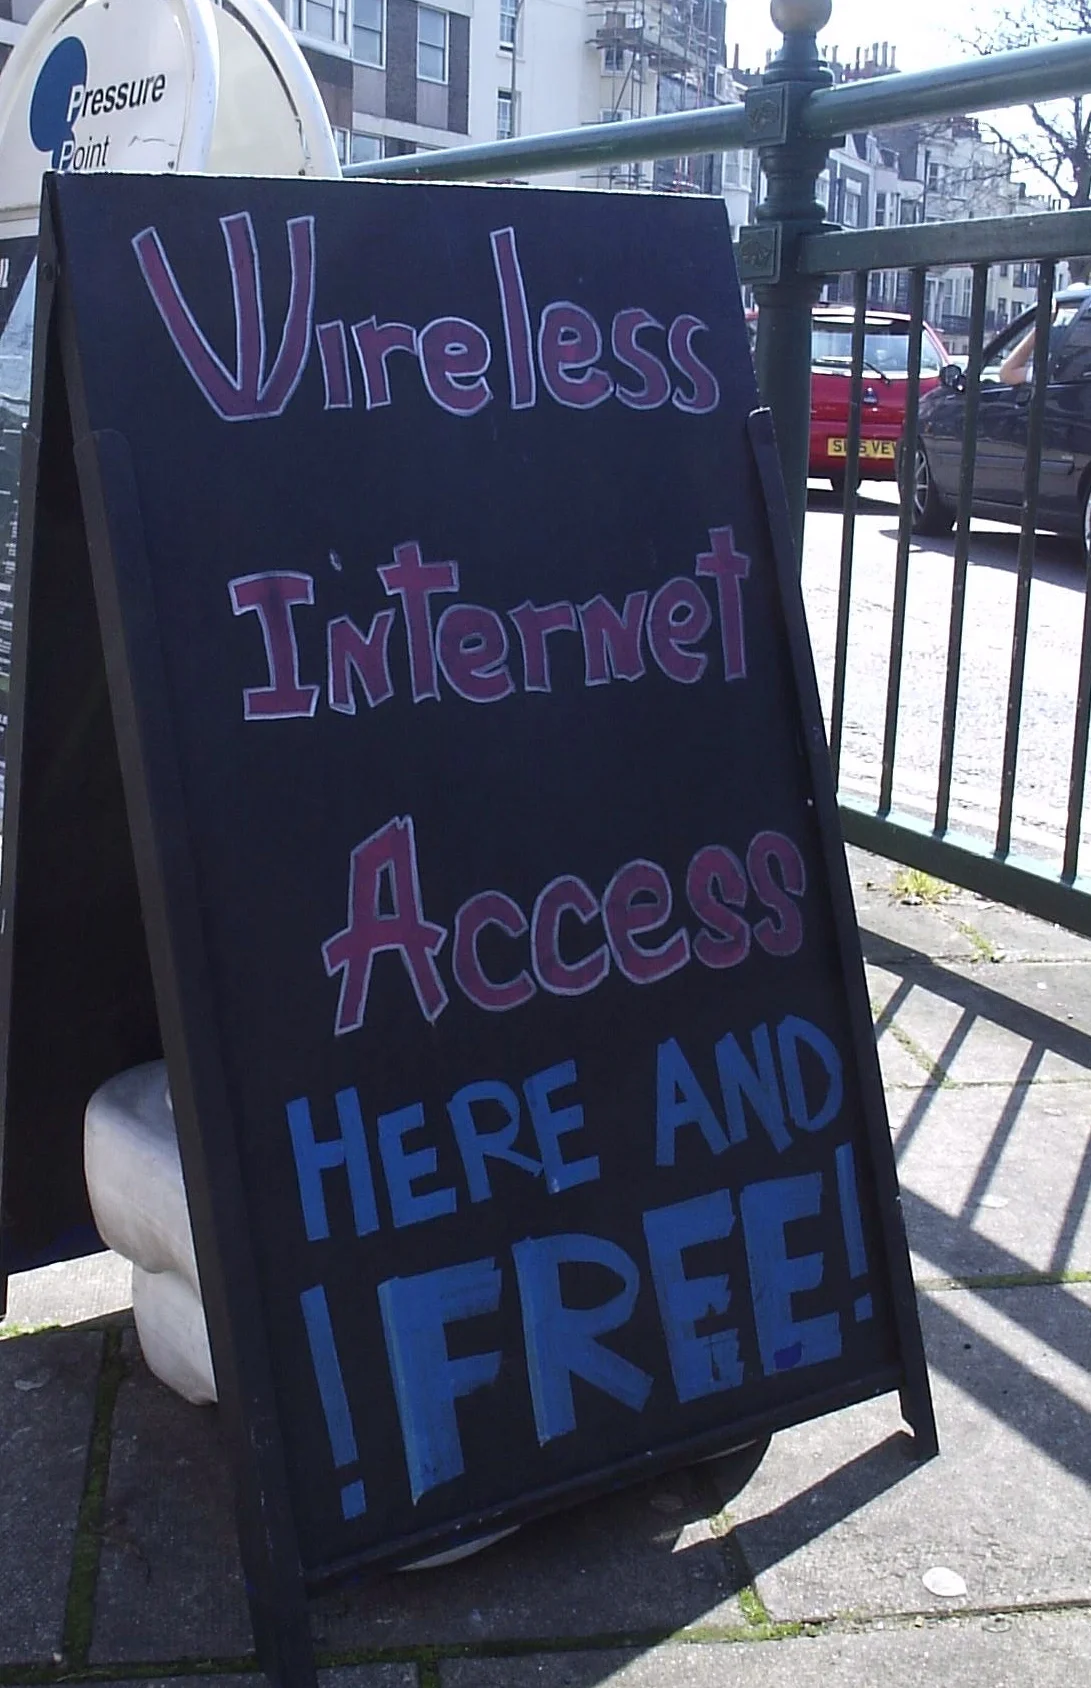 Pressure
Point
Wireless
Internet
Access
HERE AND
!FREE!